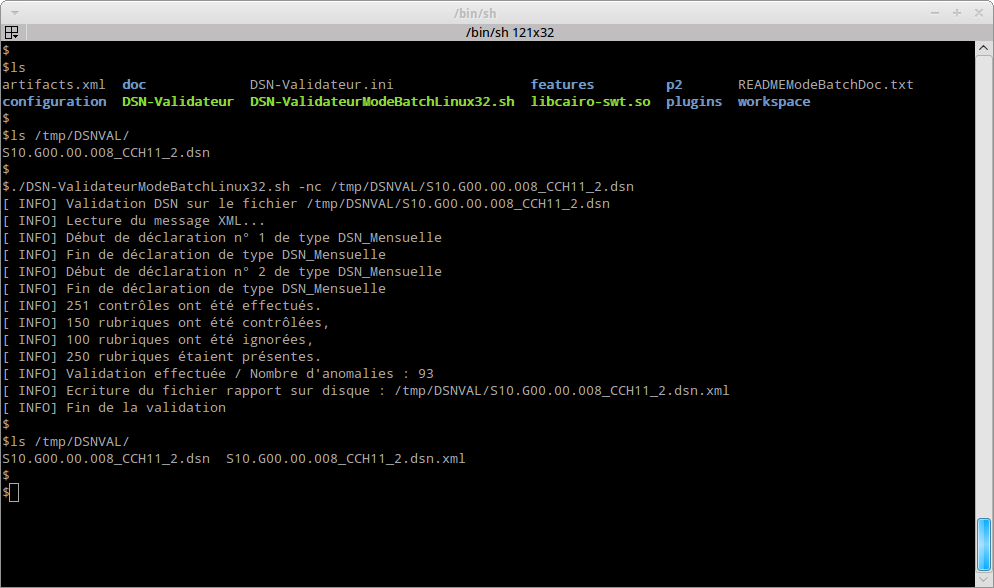 /bin/sh
/bin/sh 121x32
$
$ls
artifacts.xml  doc            DSN-Validateur.ini                 features         p2       READMEModeBatchDoc.txt
configuration  DSN-Validateur  DSN-ValidateurModeBatchLinux32.sh  libcairo-swt.so  plugins  workspace
$
$ls /tmp/DSNVAL/
S10.G00.00.008_CCH11_2.dsn
$
$./DSN-ValidateurModeBatchLinux32.sh -nc /tmp/DSNVAL/S10.G00.00.008_CCH11_2.dsn
[ INFO] Validation DSN sur le fichier /tmp/DSNVAL/S10.G00.00.008_CCH11_2.dsn
[ INFO] Lecture du message XML...
[ INFO] Début de déclaration n° 1 de type DSN_Mensuelle
[ INFO] Fin de déclaration de type DSN_Mensuelle
[ INFO] Début de déclaration n° 2 de type DSN_Mensuelle
[ INFO] Fin de déclaration de type DSN_Mensuelle
[ INFO] 251 contrôles ont été effectués.
[ INFO] 150 rubriques ont été contrôlées,
[ INFO] 100 rubriques ont été ignorées,
[ INFO] 250 rubriques étaient présentes.
[ INFO] Validation effectuée / Nombre d'anomalies : 93
[ INFO] Ecriture du fichier rapport sur disque : /tmp/DSNVAL/S10.G00.00.008_CCH11_2.dsn.xml
[ INFO] Fin de la validation
$
$ls /tmp/DSNVAL/
S10.G00.00.008_CCH11_2.dsn  S10.G00.00.008_CCH11_2.dsn.xml
$
$